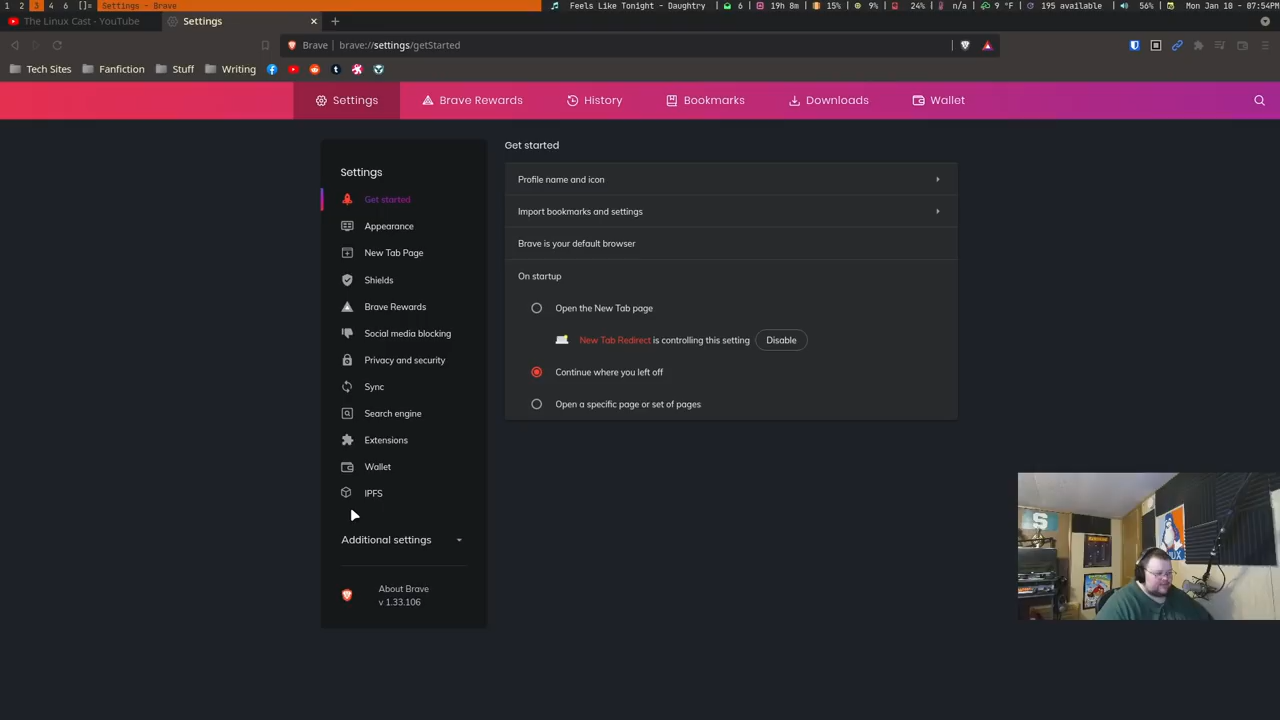 1 2 3 4 6 []= Settings - Brave Feels Like Tonight - Daughtry 6 19h 8m 15% 9% 24% n/a 9 °F 195 available 56% Mon Jan 10 - 07:54PM
The Linux Cast - YouTube Settings
Brave brave://settings/getStarted
Tech Sites Fanfiction Stuff Writing
Settings Brave Rewards History Bookmarks Downloads Wallet
Settings
Get started
Appearance
New Tab Page
Shields
Brave Rewards
Social media blocking
Privacy and security
Sync
Search engine
Extensions
Wallet
IPFS
Additional settings
About Brave
v 1.33.106
Get started
Profile name and icon
Import bookmarks and settings
Brave is your default browser
On startup
Open the New Tab page
New Tab Redirect is controlling this setting Disable
Continue where you left off
Open a specific page or set of pages